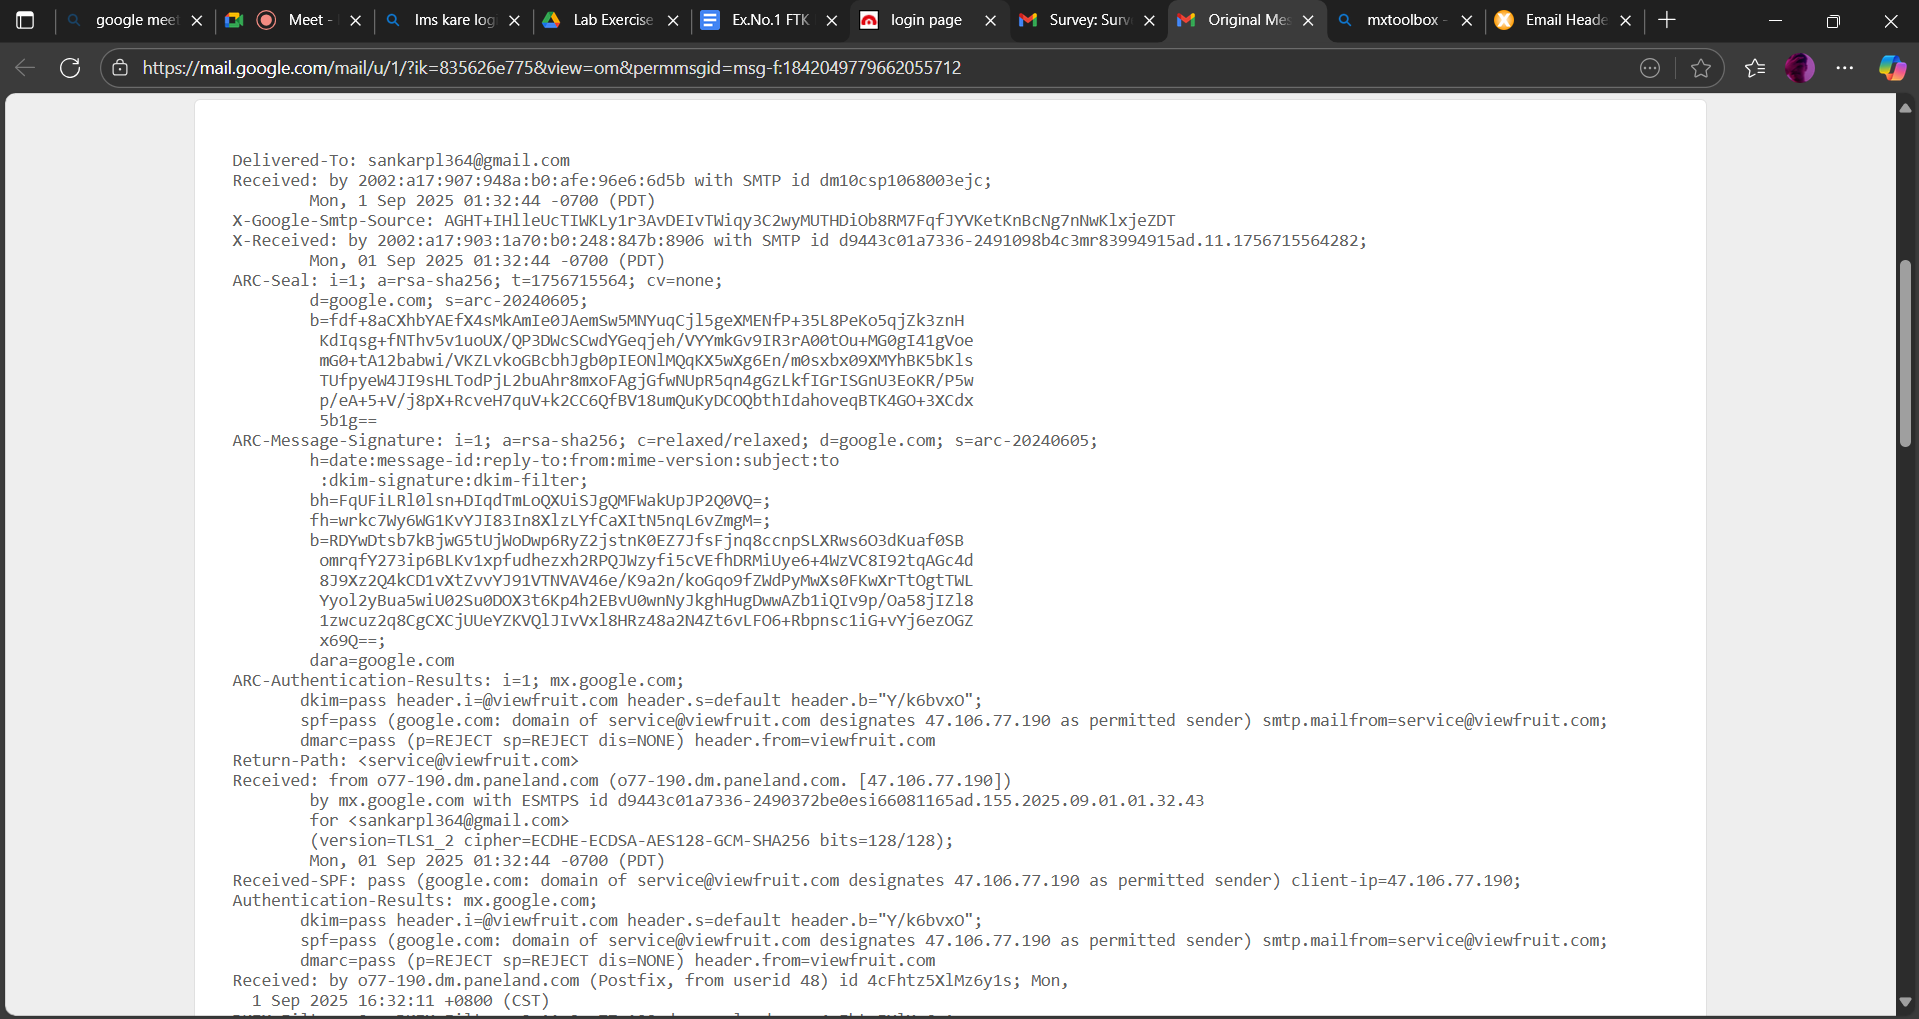 google meet
Meet -
lms kare log
Lab Exercise
Ex.No.1 FTK
login page
Survey: Surv
Original Mes
mxtoolbox -
Email Heade
https://mail.google.com/mail/u/1/?ik=835626e775&view=om&permmsgid=msg-f:1842049779662055712
Delivered-To: sankarpl364@gmail.com
Received: by 2002:a17:907:948a:b0:afe:96e6:6d5b with SMTP id dm10csp1068003ejc;
Mon, 1 Sep 2025 01:32:44 -0700 (PDT)
X-Google-Smtp-Source: AGHT+IHlleUcTIWKLy1r3AvDEIvTWiqy3C2wyMUTHDiOb8RM7FqfJYVKetKnBcNg7nNwKlxjeZDT
X-Received: by 2002:a17:903:1a70:b0:248:847b:8906 with SMTP id d9443c01a7336-2491098b4c3mr83994915ad.11.1756715564282;
Mon, 01 Sep 2025 01:32:44 -0700 (PDT)
ARC-Seal: i=1; a=rsa-sha256; t=1756715564; cv=none;
d=google.com; s=arc-20240605;
b=fdf+8aCXhbYAEfX4sMkAmIe0JAemSw5MNYuqCjl5geXMENfP+35L8PeKo5qjZk3znH
KdIqsg+fNThv5v1uoUX/QP3DWcSCwdYGeqjeh/VYYmkGv9IR3rA00tOu+MG0gI41gVoe
mG0+tA12babwi/VKZLvkoGBcbhJgb0pIEONlMQqKX5wXg6En/m0sxbx09XMYhBK5bKls
TUfpyeW4JI9sHLTodPjL2buAhr8mxoFAgjGfwNUpR5qn4gGzLkfIGrISGnU3EoKR/P5w
p/eA+5+V/j8pX+RcveH7quV+k2CC6QfBV18umQuKyDCOQbthIdahoveqBTK4GO+3XCdx
5b1g==
ARC-Message-Signature: i=1; a=rsa-sha256; c=relaxed/relaxed; d=google.com; s=arc-20240605;
h=date:message-id:reply-to:from:mime-version:subject:to
:dkim-signature:dkim-filter;
bh=FqUFiLRl0lsn+DIqdTmLoQXUiSJgQMFWakUpJP2Q0VQ=;
fh=wrkc7Wy6WG1KvYJI83In8XlzLYfCaXItN5nqL6vZmgM=;
b=RDYwDtsb7kBjwG5tUjWoDwp6RyZ2jstnK0EZ7JfsFjnq8ccnpSLXRws6O3dKuaf0SB
omrqfY273ip6BLKv1xpfudhezxh2RPQJWzyfi5cVEfhDRMiUye6+4WzVC8I92tqAGc4d
8J9Xz2Q4kCD1vXtZvvYJ91VTNVAV46e/K9a2n/koGqo9fZWdPyMwXs0FKwXrTtOgtTWL
Yyol2yBua5wiU02Su0DOX3t6Kp4h2EBvU0wnNyJkghHugDwwAZb1iQIv9p/Oa58jIZl8
1zwcuz2q8CgCXCjUUeYZKVQlJIvVxl8HRz48a2N4Zt6vLFO6+Rbpnsc1iG+vYj6ezOGZ
x69Q==;
dara=google.com
ARC-Authentication-Results: i=1; mx.google.com;
dkim=pass header.i=@viewfruit.com header.s=default header.b="Y/k6bvxO";
spf=pass (google.com: domain of service@viewfruit.com designates 47.106.77.190 as permitted sender) smtp.mailfrom=service@viewfruit.com;
dmarc=pass (p=REJECT sp=REJECT dis=NONE) header.from=viewfruit.com
Return-Path: <service@viewfruit.com>
Received: from o77-190.dm.paneland.com (o77-190.dm.paneland.com. [47.106.77.190])
by mx.google.com with ESMTPS id d9443c01a7336-2490372be0esi66081165ad.155.2025.09.01.01.32.43
for <sankarpl364@gmail.com>
(version=TLS1_2 cipher=ECDHE-ECDSA-AES128-GCM-SHA256 bits=128/128);
Mon, 01 Sep 2025 01:32:44 -0700 (PDT)
Received-SPF: pass (google.com: domain of service@viewfruit.com designates 47.106.77.190 as permitted sender) client-ip=47.106.77.190;
Authentication-Results: mx.google.com;
dkim=pass header.i=@viewfruit.com header.s=default header.b="Y/k6bvxO";
spf=pass (google.com: domain of service@viewfruit.com designates 47.106.77.190 as permitted sender) smtp.mailfrom=service@viewfruit.com;
dmarc=pass (p=REJECT sp=REJECT dis=NONE) header.from=viewfruit.com
Received: by o77-190.dm.paneland.com (Postfix, from userid 48) id 4cFhtz5XlMz6y1s; Mon,
1 Sep 2025 16:32:11 +0800 (CST)